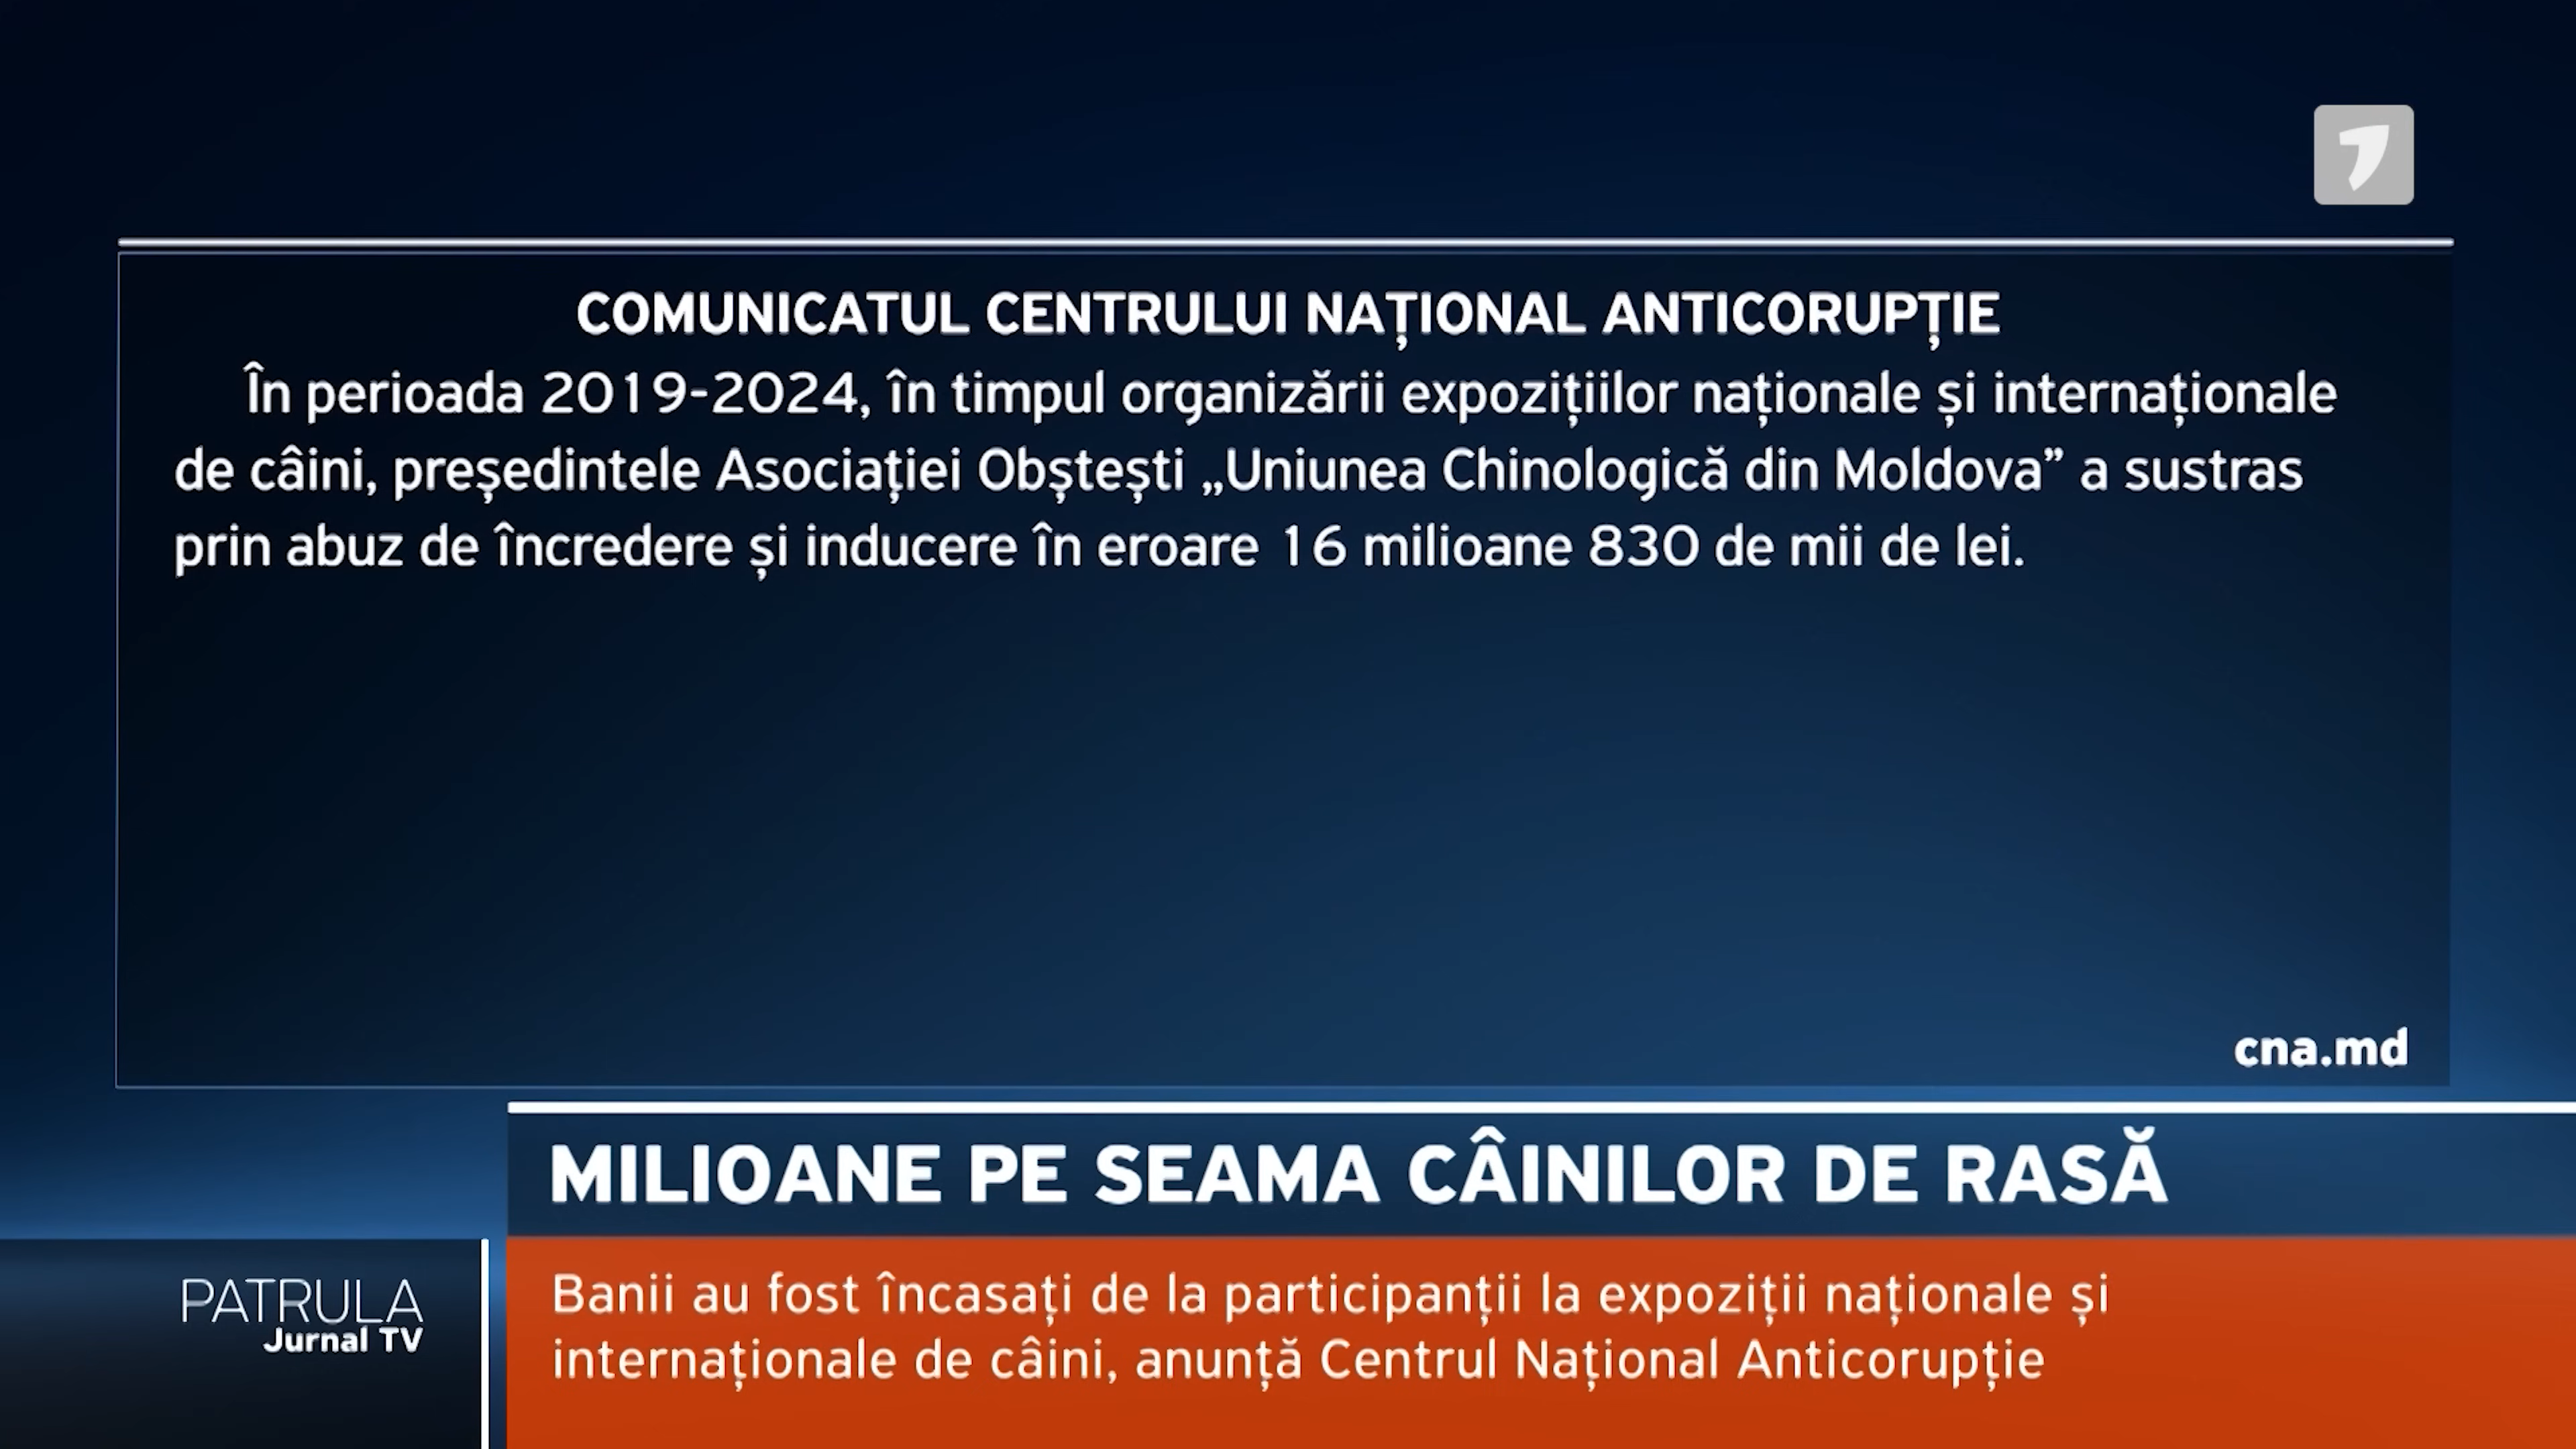 COMUNICATUL CENTRULUI NAȚIONAL ANTICORUPȚIE
În perioada 2019-2024, în timpul organizării expozițiilor naționale și internaționale
de câini, președintele Asociației Obștești „Uniunea Chinologică din Moldova” a sustras
prin abuz de încredere și inducere în eroare 16 milioane 830 de mii de lei.
cna.md
MILIOANE PE SEAMA CÂINILOR DE RASĂ
Banii au fost încasați de la participanții la expoziții naționale și
internaționale de câini, anunță Centrul Național Anticorupție
PATRULA
Jurnal TV